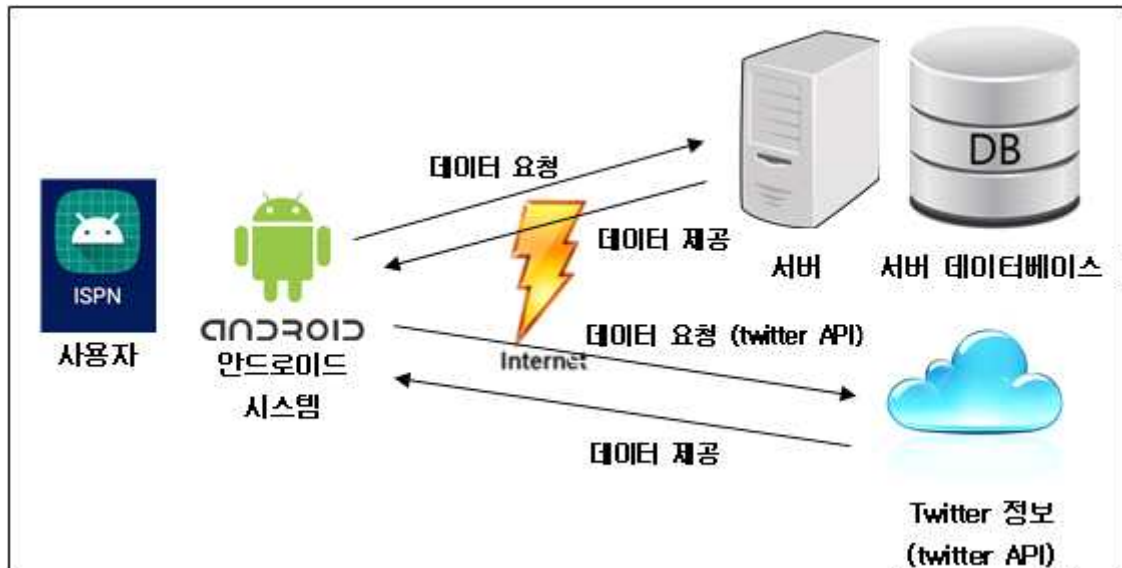 DB
데이터 요청
ISPN
데이터 제공
서버
서버 데이터베이스
ANDROID
사용자
안드로이드
시스템
Internet
데이터 요청 (twitter API)
데이터 제공
Twitter 정보
(twitter API)